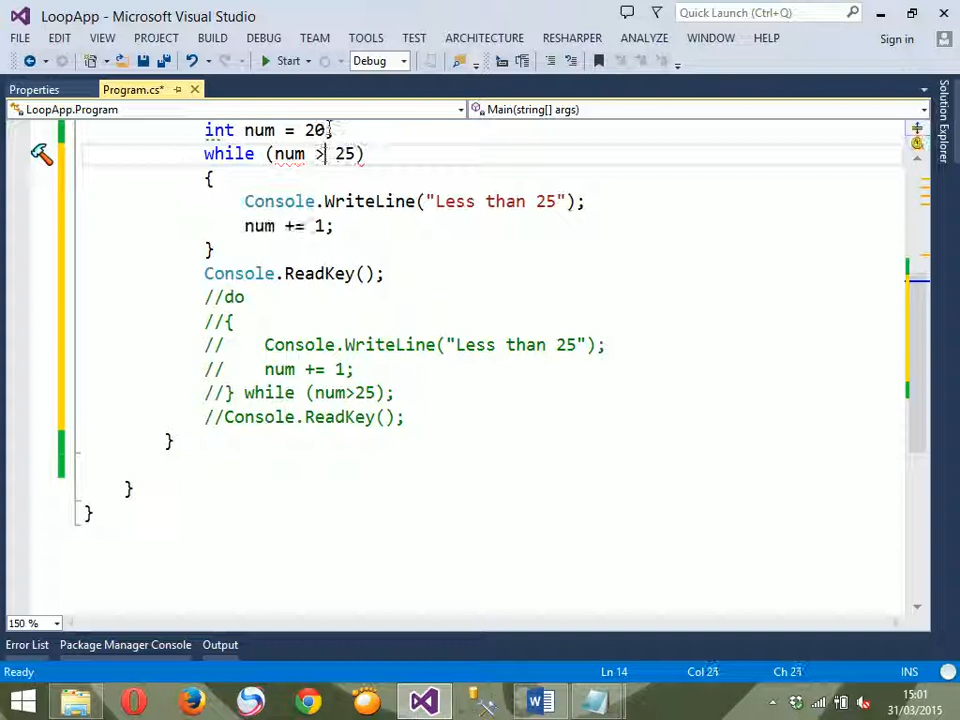 LoopApp - Microsoft Visual Studio
Quick Launch (Ctrl+Q)
FILE EDIT VIEW PROJECT BUILD DEBUG TEAM TOOLS TEST ARCHITECTURE RESHARPER ANALYZE WINDOW HELP Sign in
Start Debug
Properties Program.cs*
LoopApp.Program Main(string[] args)
int num = 20;
while (num > 25)
{
Console.WriteLine("Less than 25");
num += 1;
}
Console.ReadKey();
//do
//{
// Console.WriteLine("Less than 25");
// num += 1;
//} while (num>25);
//Console.ReadKey();
}
}
}
150 %
Error List Package Manager Console Output
Ready Ln 14 Col 25 Ch 25 INS
15:01
31/03/2015